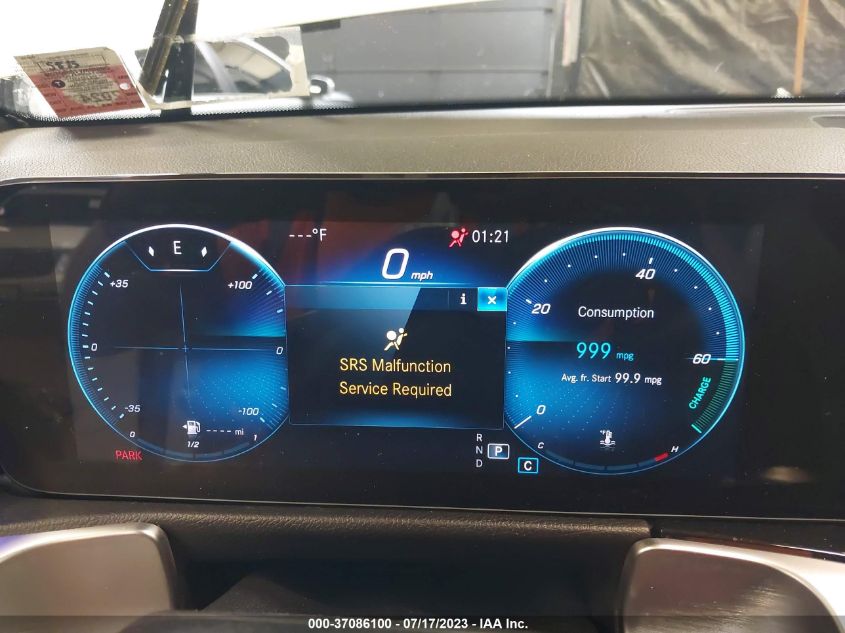 ---°F
01:21
0 mph
E
+35
+100
0
0
-35
-100
0
1/2
1
---- mi
PARK
i
×
SRS Malfunction
Service Required
R
N
D
P
C
0
20
40
60
Consumption
999 mpg
Avg. fr. Start 99.9 mpg
CHARGE
°F
C
H
000-37086100 / 07/17/2023 - IAA Inc.